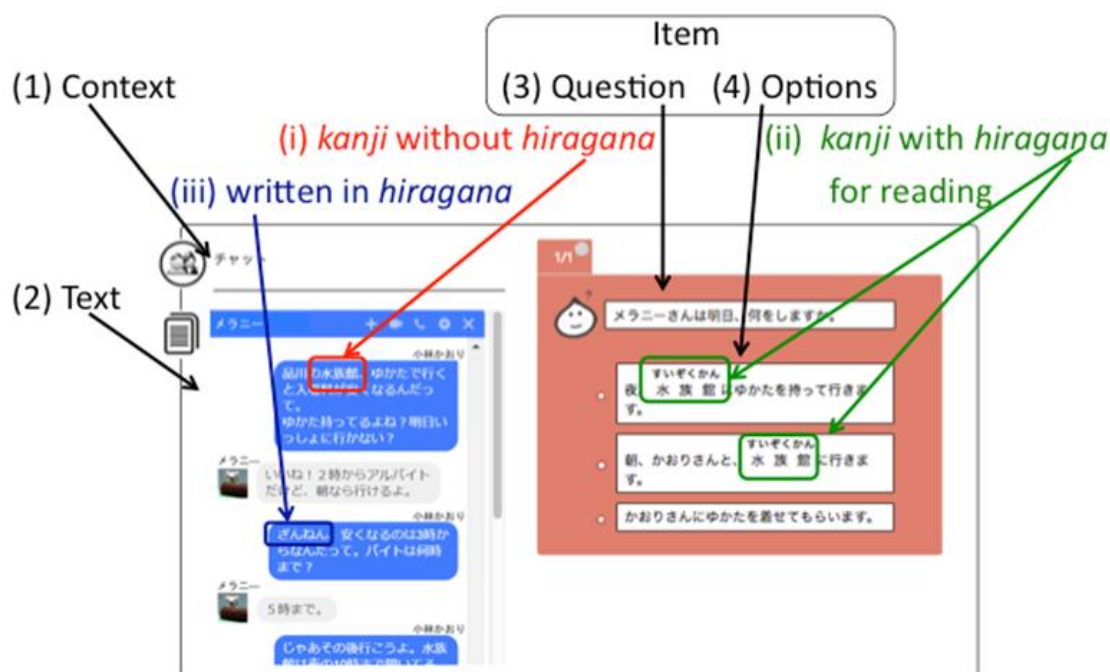 Item
(1) Context
(3) Question (4) Options
(i) kanji without hiragana
(ii) kanji with hiragana
for reading
(iii) written in hiragana
(2) Text
チャット
メラニー
小林かおり
品川の水族館、ゆかたで行く
と入 安くなるんだっ
て。
ゆかた持ってるよね？明日い
っしょに行かない？
メラニー
いいね！２時からアルバイト
だけど、朝なら行けるよ。
小林かおり
ざんねん 安くなるのは3時か
らなんだって。バイトは何時
まで？
メラニー
５時まで。
小林かおり
じゃあその後行こうよ。水族
1/1
?
メラニーさんは明日、何をしますか。
すいぞくかん
夜、水族館にゆかたを持って行きま
す。
すいぞくかん
朝、かおりさんと、水族館に行きま
す。
かおりさんにゆかたを着せてもらいます。